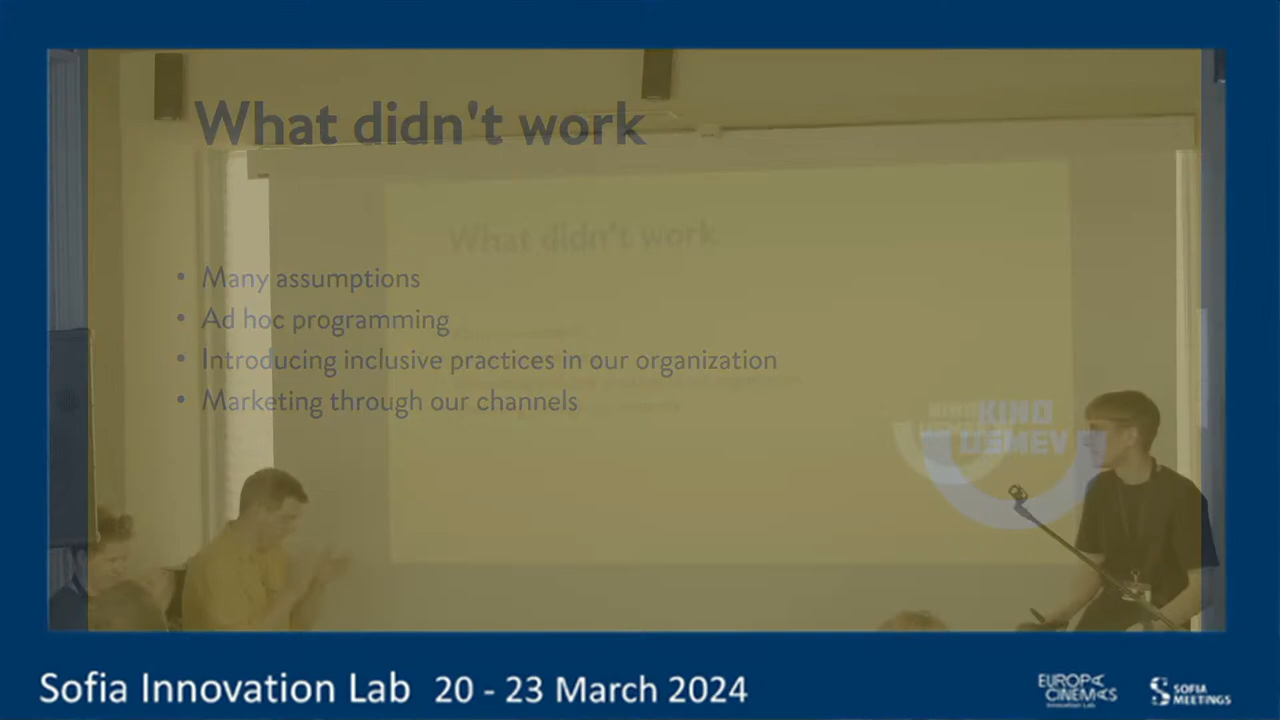 What didn't work
What didn't work
• Many assumptions
• Ad hoc programming
• Introducing inclusive practices in our organization
• Marketing through our channels
KINO
USMEV
Sofia Innovation Lab 20 - 23 March 2024
EUROPA
CINEMAS
Innovation Lab
SOFIA
MEETINGS